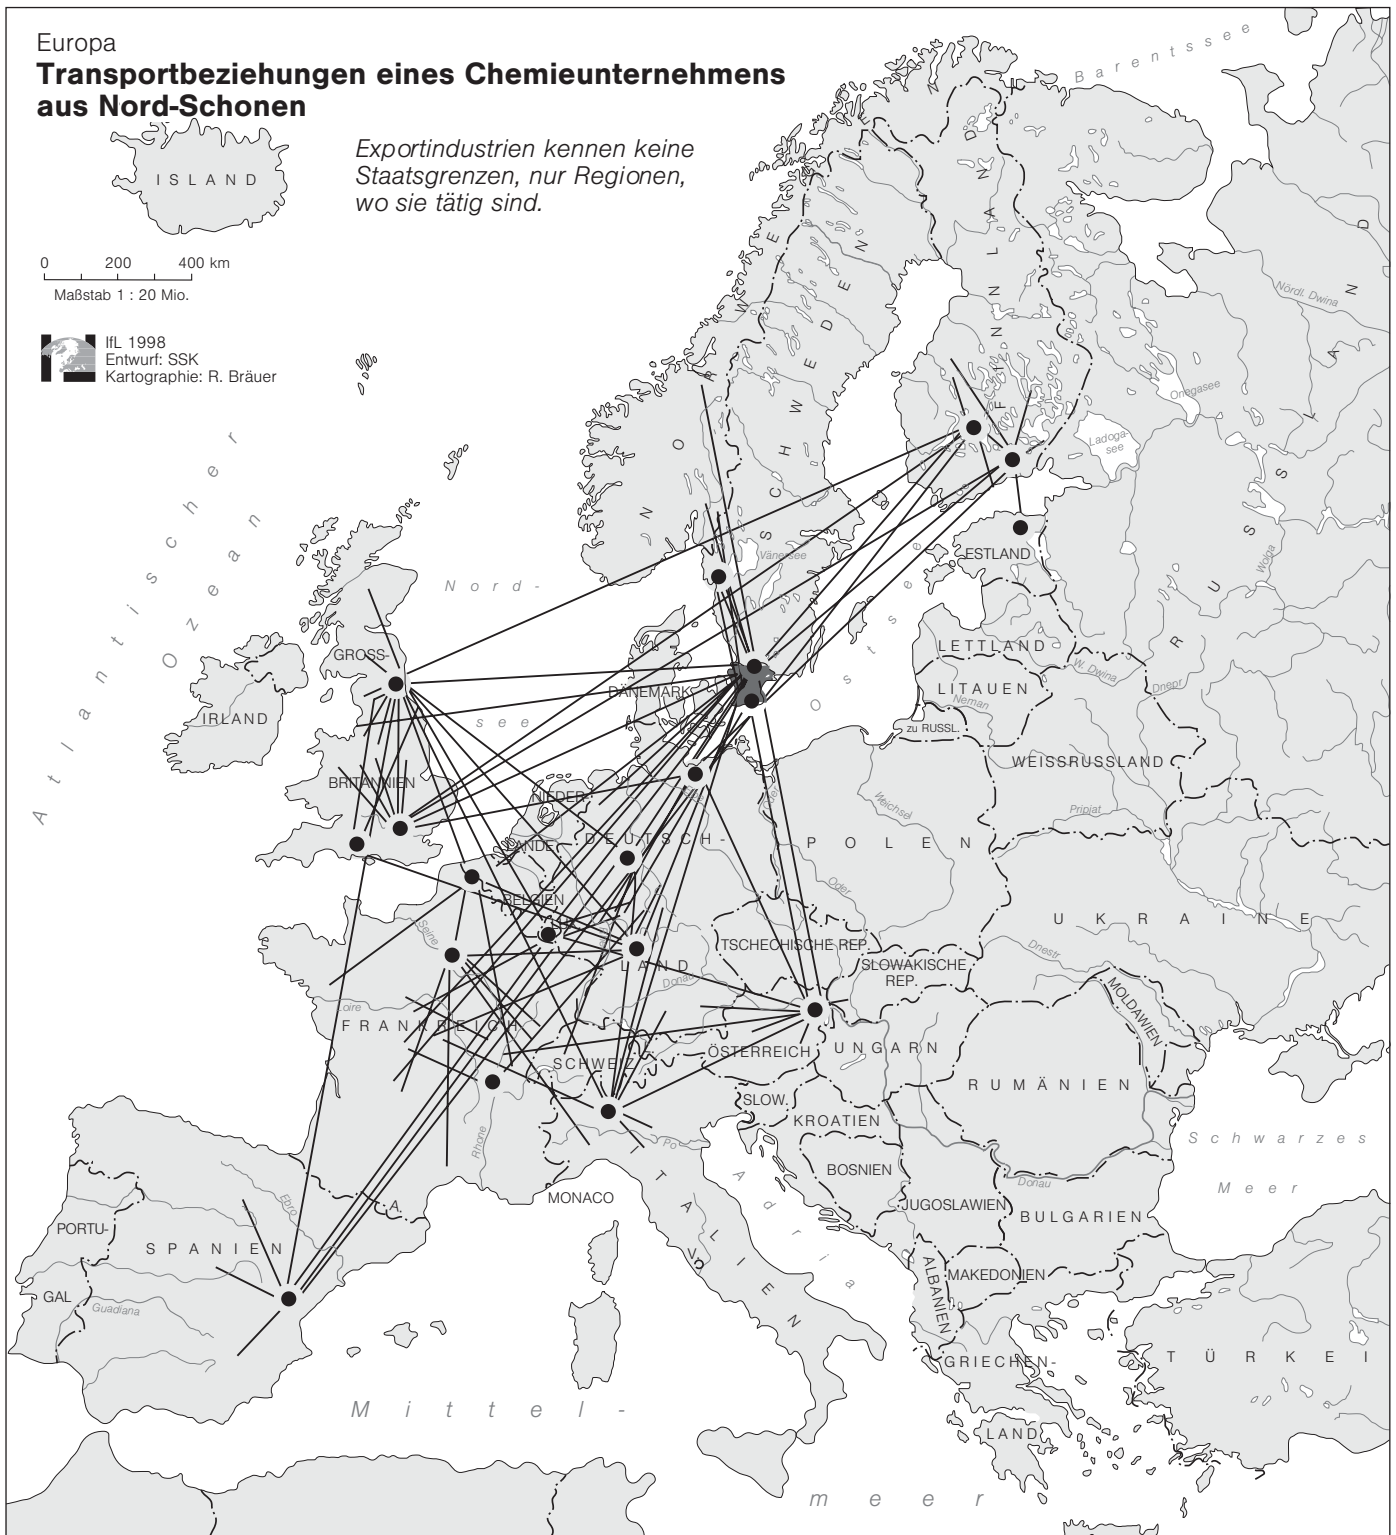 Europa
Transportbeziehungen eines Chemieunternehmens
aus Nord-Schonen
Exportindustrien kennen keine
Staatsgrenzen, nur Regionen,
wo sie tätig sind.
ISLAND
0 200 400 km
Maßstab 1 : 20 Mio.
IfL 1998
Entwurf: SSK
Kartographie: R. Bräuer
Barentssee
NORWEGEN
SCHWEDEN
FINNLAND
RUSSLAND
Nördl. Dwina
Onegasee
Ladoga-
see
Wolga
Atlantischer
Ozean
Nord-
see
Vänersee
Ostsee
ESTLAND
LETTLAND
LITAUEN
W. Dwina
Dnepr
Neman
zu RUSSL.
WEISSRUSSLAND
Pripjat
GROSS-
BRITANNIEN
IRLAND
DÄNEMARK
NIEDER-
LANDE
BELGIEN
DEUTSCH-
LAND
Elbe
Oder
Weichsel
POLEN
Oder
UKRAINE
Dnestr
TSCHECHISCHE REP.
SLOWAKISCHE
REP.
MOLDAWIEN
Seine
Loire
FRANKREICH
Donau
SCHWEIZ
ÖSTERREICH
UNGARN
RUMÄNIEN
SLOW.
KROATIEN
Rhone
Po
BOSNIEN
JUGOSLAWIEN
Donau
BULGARIEN
Schwarzes
Meer
MONACO
A.
Ebro
PORTU-
GAL
SPANIEN
Guadiana
ITALIEN
V.
Adria
ALBANIEN
MAKEDONIEN
GRIECHEN-
LAND
TÜRKEI
Mittel-
meer